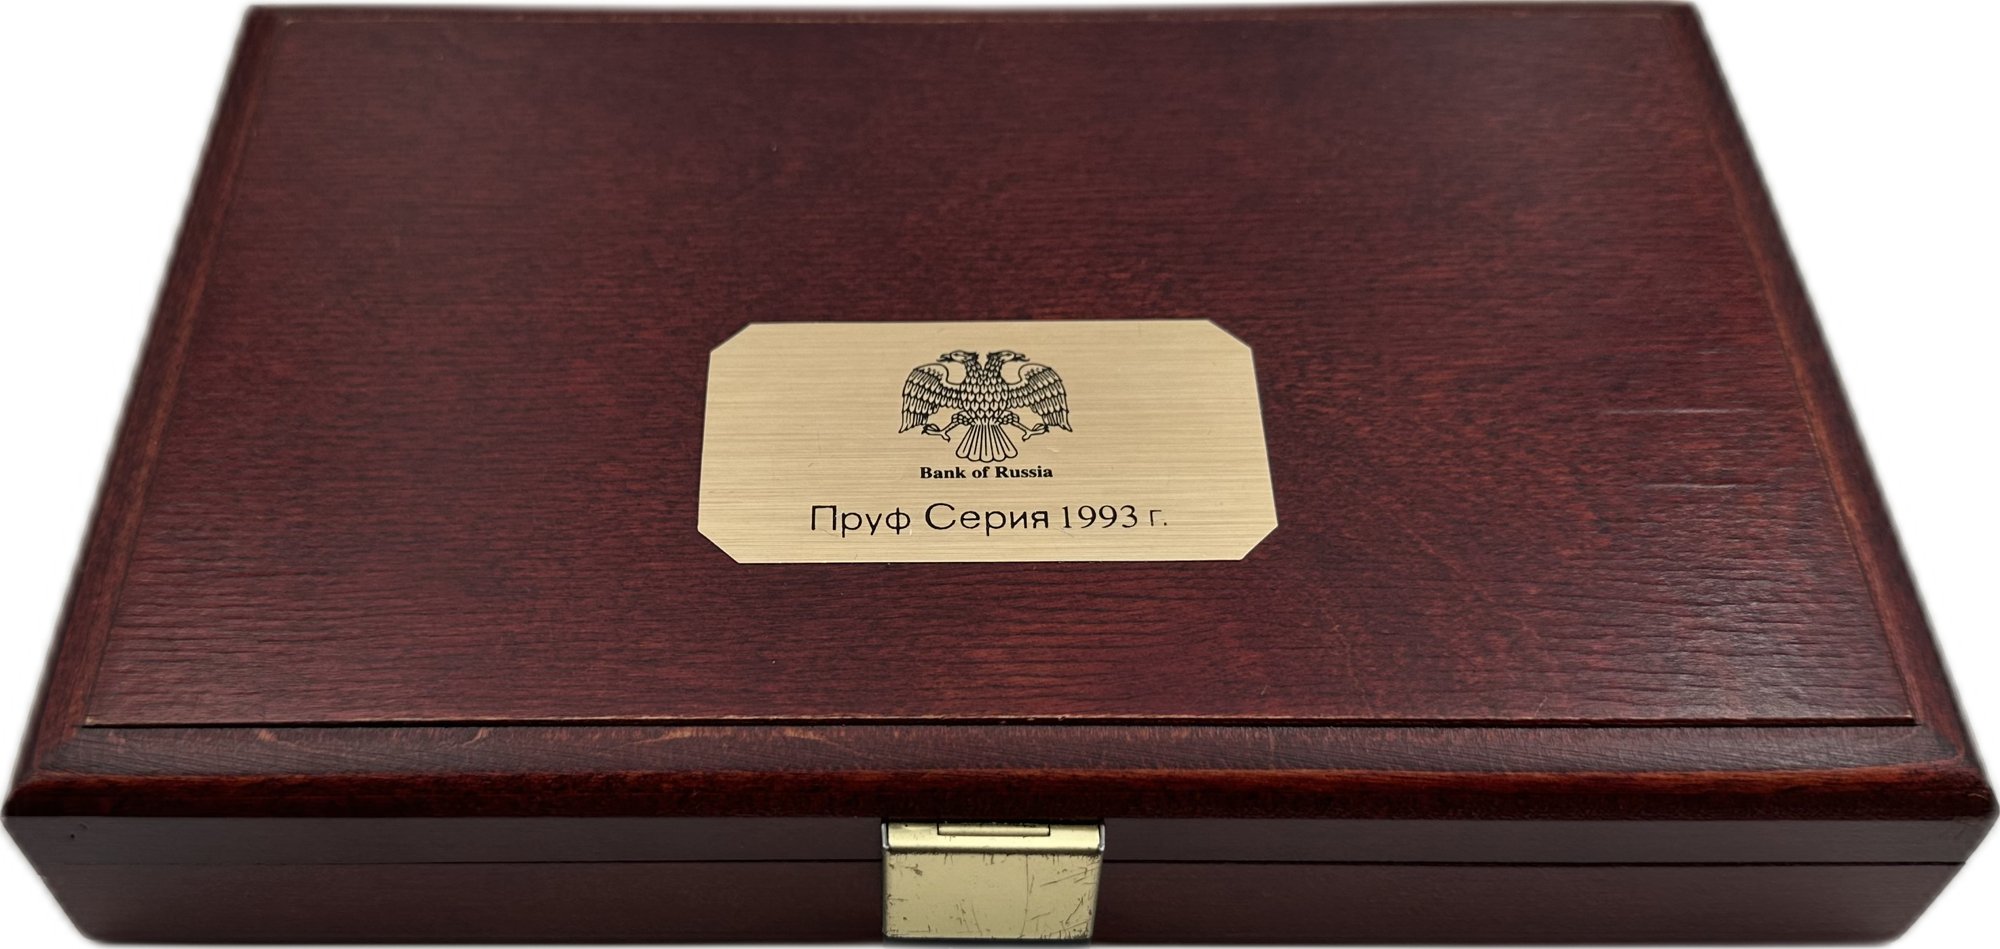 Bank of Russia
Пруф Серия 1993 г.